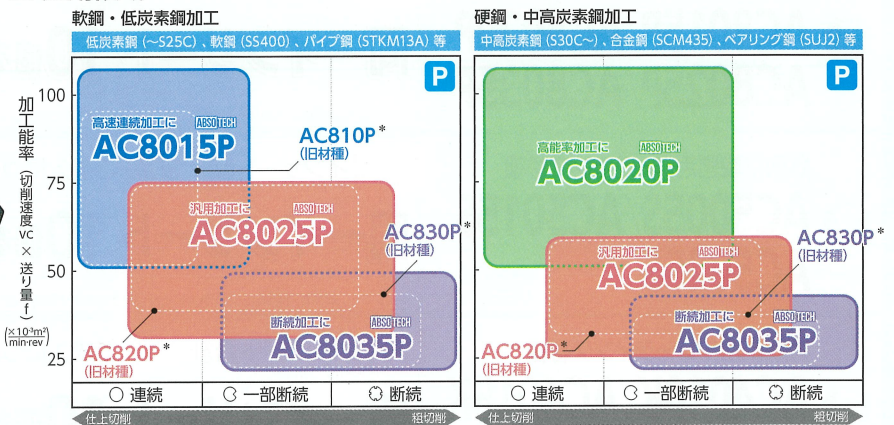 軟鋼・低炭素鋼加工
低炭素鋼（～S25C）、軟鋼（SS400）、パイプ鋼（STKM13A）等
P
加工能率（切削速度vc×送り量f）
(×10⁻³m²/min·rev)
100
75
50
25
高速連続加工に ABSOTECH
AC8015P
AC810P*
（旧材種）
汎用加工に ABSOTECH
AC8025P
AC830P*
（旧材種）
断続加工に ABSOTECH
AC8035P
AC820P*
（旧材種）
連続
一部断続
断続
仕上切削
粗切削
硬鋼・中高炭素鋼加工
中高炭素鋼（S30C～）、合金鋼（SCM435）、ベアリング鋼（SUJ2）等
P
高能率加工に ABSOTECH
AC8020P
汎用加工に ABSOTECH
AC8025P
AC830P*
（旧材種）
断続加工に ABSOTECH
AC8035P
AC820P*
（旧材種）
連続
一部断続
断続
仕上切削
粗切削